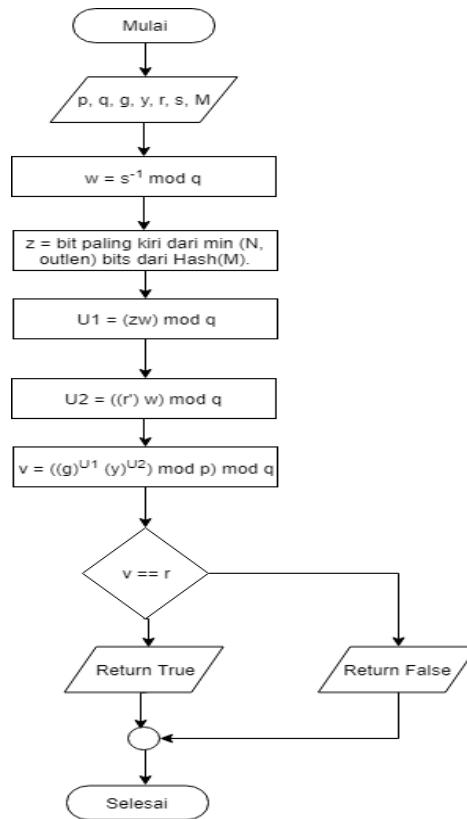 Mulai
p, q, g, y, r, s, M
w = s⁻¹ mod q
z = bit paling kiri dari min (N,
outlen) bits dari Hash(M).
U1 = (zw) mod q
U2 = ((r') w) mod q
v = ((g)ᵁ¹ (y)ᵁ²) mod p) mod q
v == r
Return True
Return False
Selesai